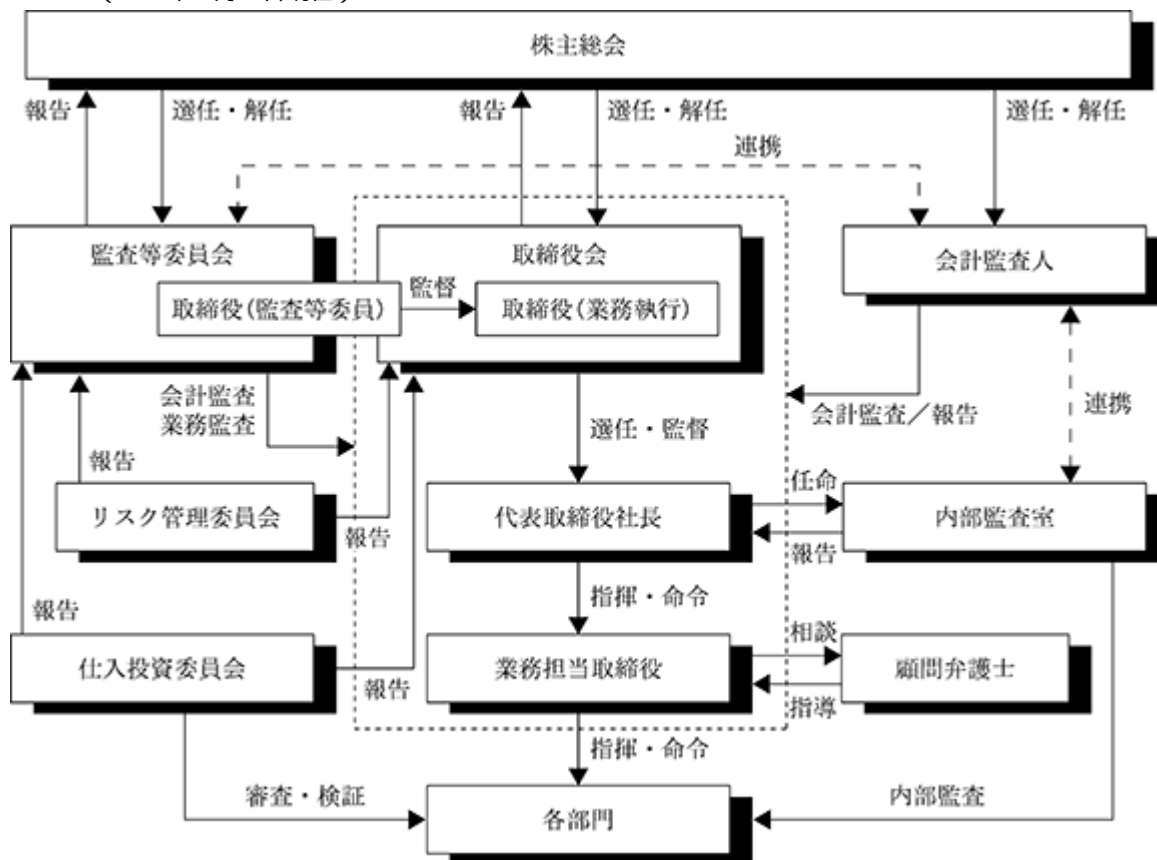 株主総会
報告
選任・解任
報告
選任・解任
選任・解任
連携
監査等委員会
取締役会
会計監査人
取締役(監査等委員)
監督
取締役(業務執行)
会計監査
業務監査
選任・監督
会計監査／報告
連携
報告
リスク管理委員会
報告
代表取締役社長
任命
報告
内部監査室
指揮・命令
報告
仕入投資委員会
報告
業務担当取締役
相談
指導
顧問弁護士
指揮・命令
審査・検証
各部門
内部監査